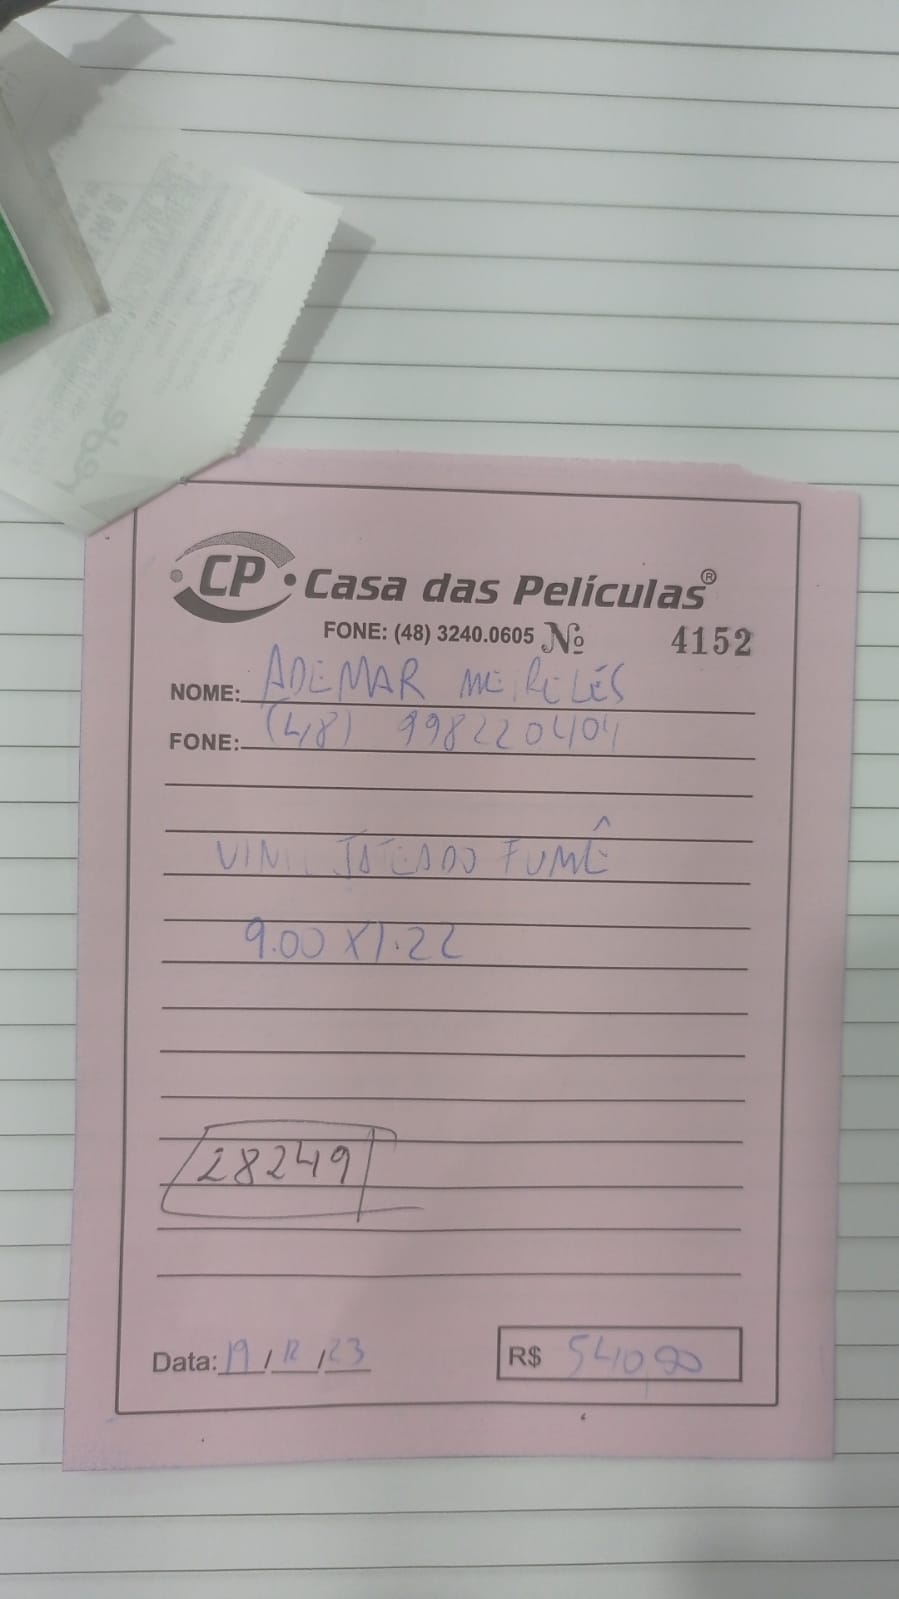 rede
CP Casa das Películas®
FONE: (48) 3240.0605 Nº 4152
NOME: ADEMAR MEIRELES
FONE: (48) 998220404
VINIL JATEADO FUMÊ
9.00 X 1.22
28249
Data: 19/12/23 R$ 540,00